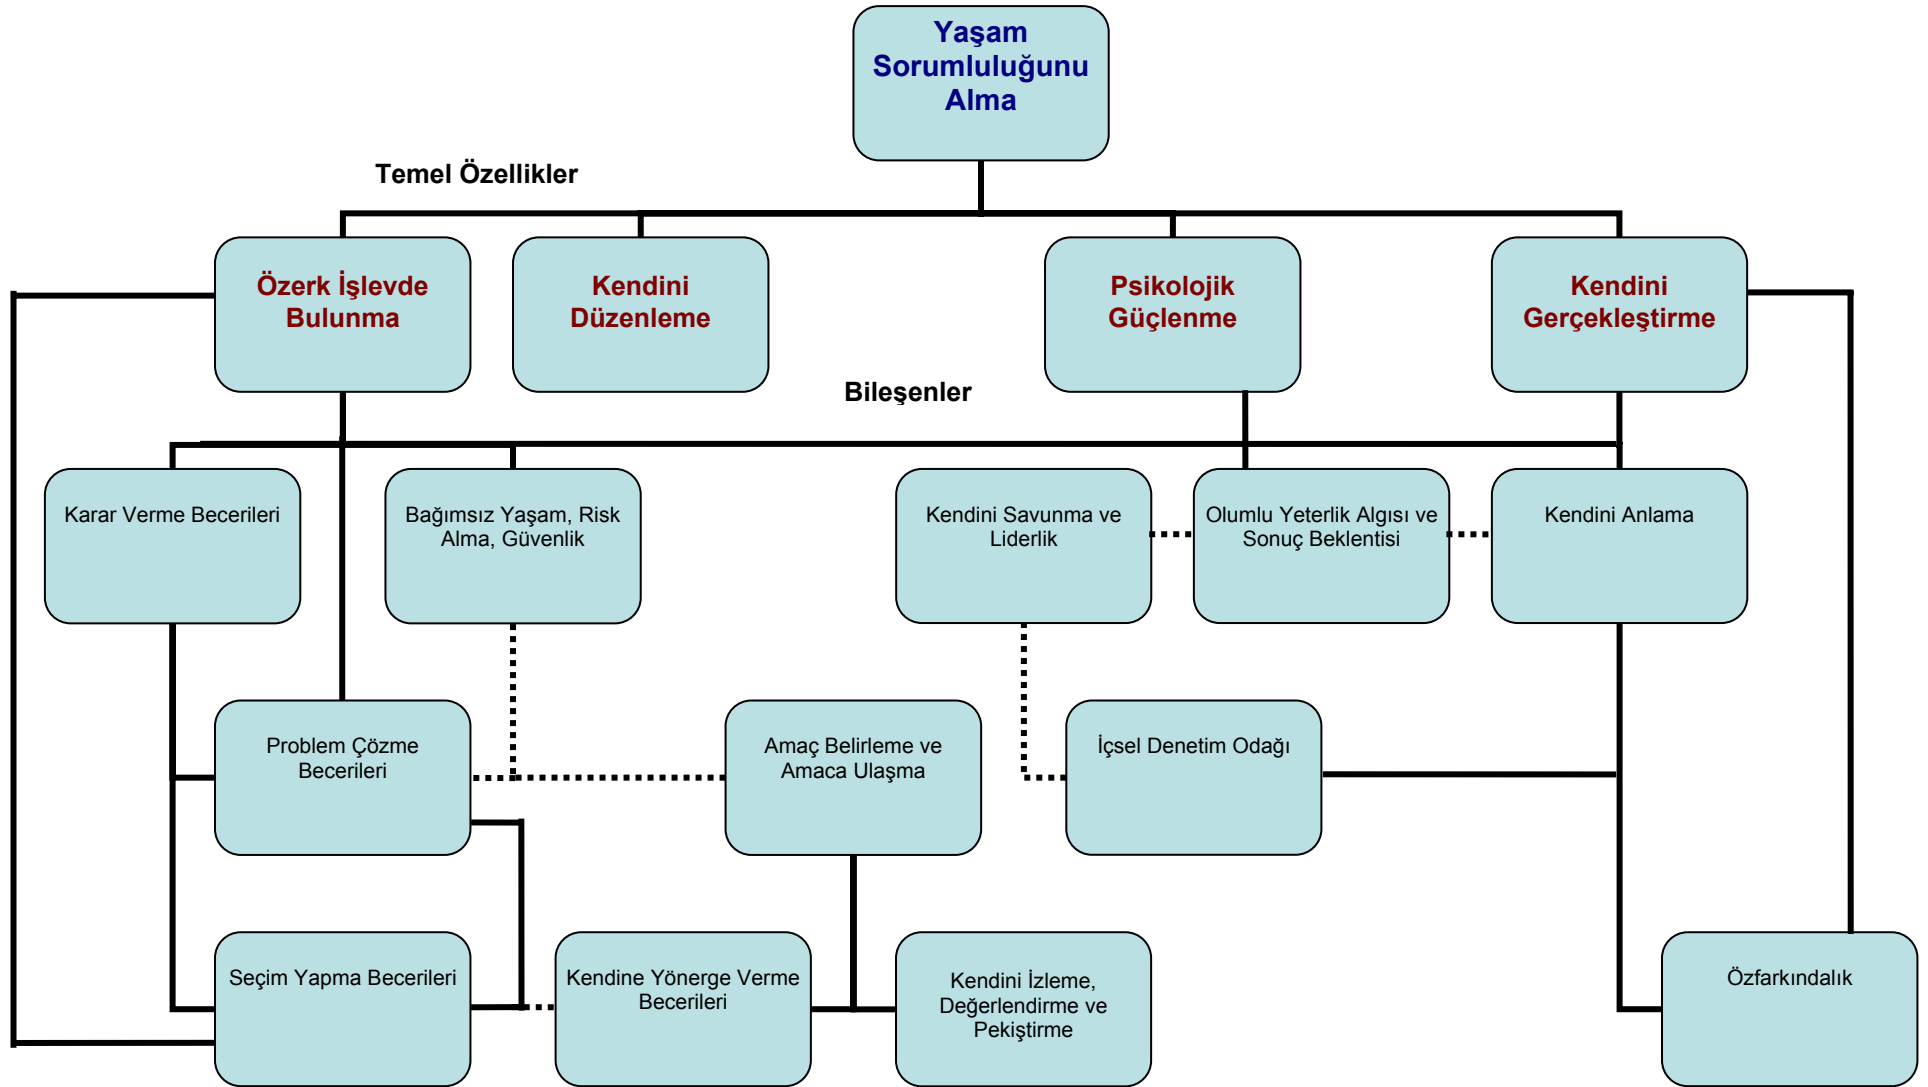 Yaşam
Sorumluluğunu
Alma
Temel Özellikler
Özerk İşlevde
Bulunma
Kendini
Düzenleme
Psikolojik
Güçlenme
Kendini
Gerçekleştirme
Bileşenler
Karar Verme Becerileri
Bağımsız Yaşam, Risk
Alma, Güvenlik
Kendini Savunma ve
Liderlik
Olumlu Yeterlik Algısı ve
Sonuç Beklentisi
Kendini Anlama
Problem Çözme
Becerileri
Amaç Belirleme ve
Amaca Ulaşma
İçsel Denetim Odağı
Seçim Yapma Becerileri
Kendine Yönerge Verme
Becerileri
Kendini İzleme,
Değerlendirme ve
Pekiştirme
Özfarkındalık